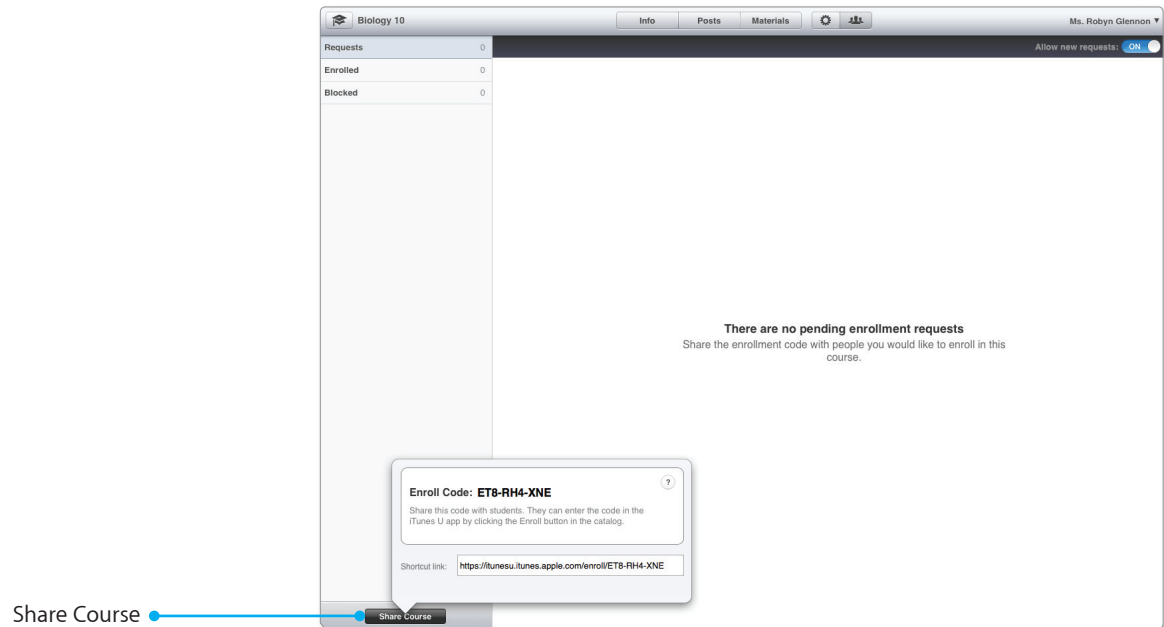 Biology 10
Info Posts Materials
Ms. Robyn Glennon ▼
Requests 0
Allow new requests: ON
Enrolled 0
Blocked 0
There are no pending enrollment requests
Share the enrollment code with people you would like to enroll in this
course.
?
Enroll Code: ET8-RH4-XNE
Share this code with students. They can enter the code in the
iTunes U app by clicking the Enroll button in the catalog.
Shortcut link: https://itunesu.itunes.apple.com/enroll/ET8-RH4-XNE
Share Course
Share Course